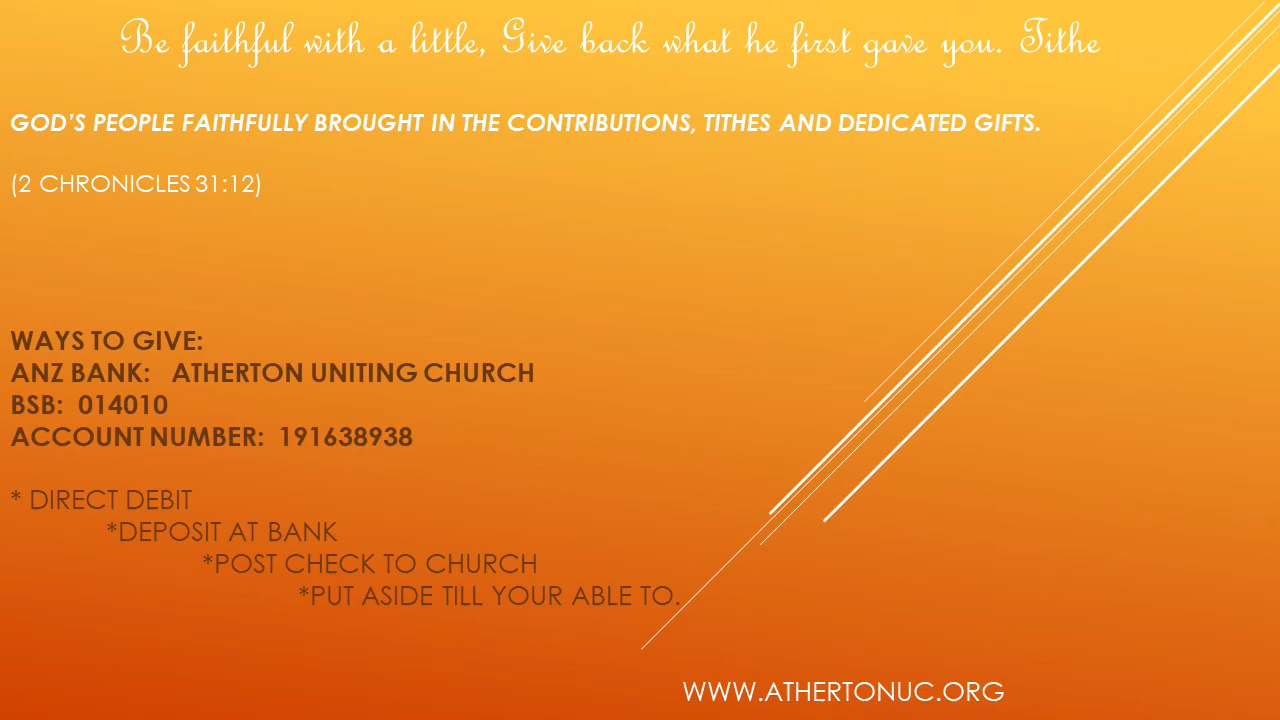 Be faithful with a little, Give back what he first gave you. Tithe
GOD'S PEOPLE FAITHFULLY BROUGHT IN THE CONTRIBUTIONS, TITHES AND DEDICATED GIFTS.
(2 CHRONICLES 31:12)
WAYS TO GIVE:
ANZ BANK: ATHERTON UNITING CHURCH
BSB: 014010
ACCOUNT NUMBER: 191638938
* DIRECT DEBIT
*DEPOSIT AT BANK
*POST CHECK TO CHURCH
*PUT ASIDE TILL YOUR ABLE TO.
WWW.ATHERTONUC.ORG